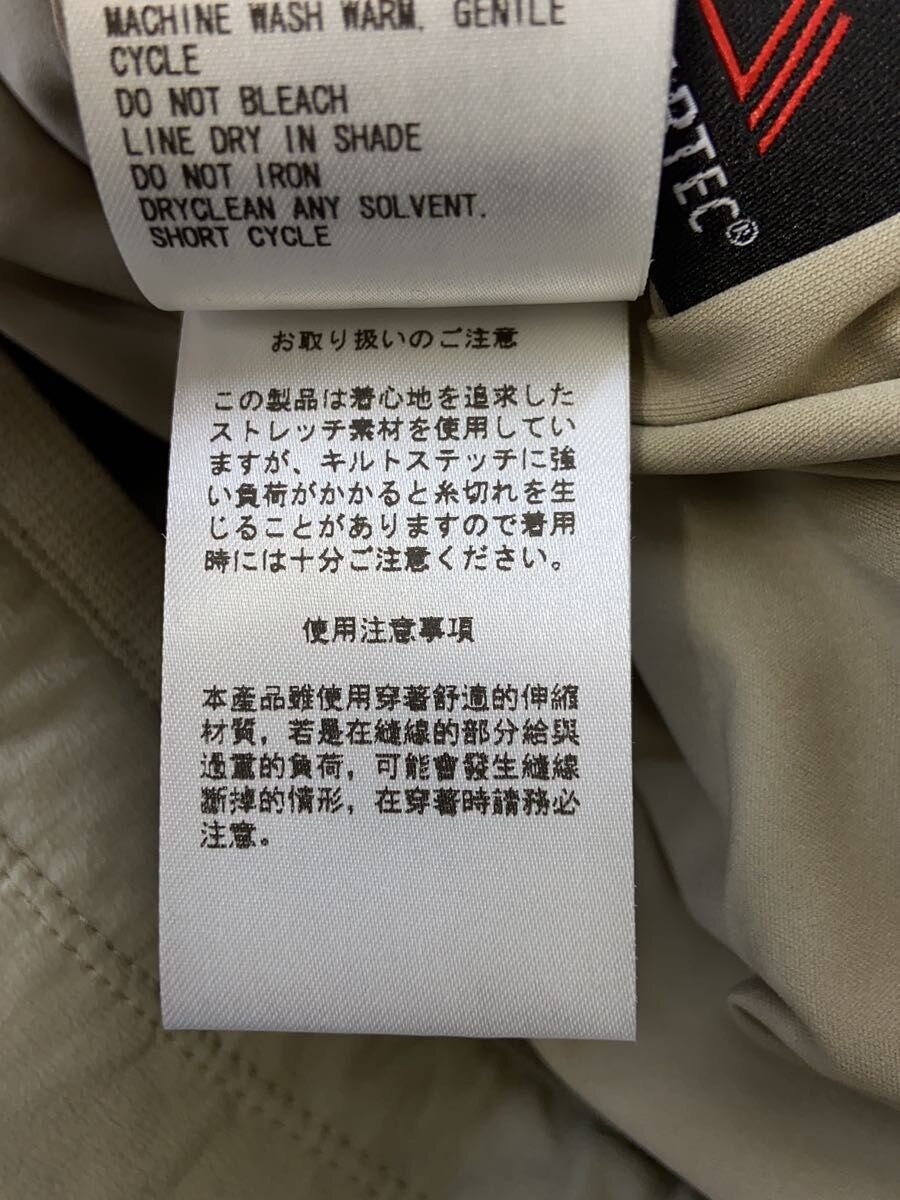 MACHINE WASH WARM. GENTLE
CYCLE
DO NOT BLEACH
LINE DRY IN SHADE
DO NOT IRON
DRYCLEAN ANY SOLVENT.
SHORT CYCLE
お取り扱いのご注意
この製品は着心地を追求した
ストレッチ素材を使用してい
ますが、キルトステッチに強
い負荷がかかると糸切れを生
じることがありますので着用
時には十分ご注意ください。
使用注意事項
本產品雖使用穿著舒適的伸縮
材質，若是在縫線的部分給與
過重的負荷，可能會發生縫線
斷掉的情形，在穿著時請務必
注意。